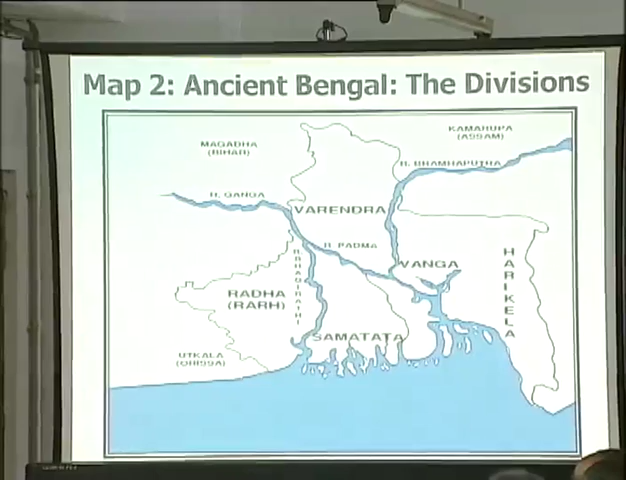 Map 2: Ancient Bengal: The Divisions
KAMARUPA
(ASSAM)
MAGADHA
(BIHAR)
R. BRAMHAPUTRA
R. GANGA
VARENDRA
R. PADMA
VANGA
HARIKELA
R. BHAGIRATHI
RADHA
(RARH)
SAMATATA
UTKALA
(ORISSA)